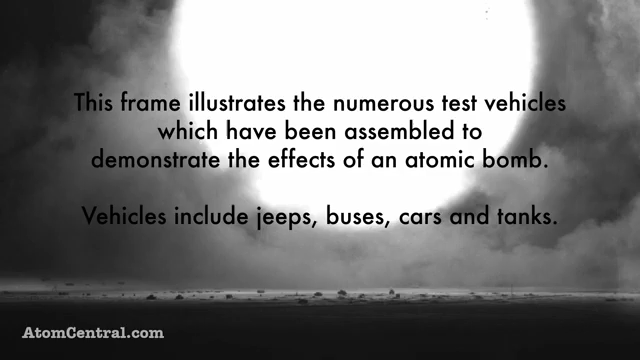 This frame illustrates the numerous test vehicles
which have been assembled to
demonstrate the effects of an atomic bomb.
Vehicles include jeeps, buses, cars and tanks.
AtomCentral.com